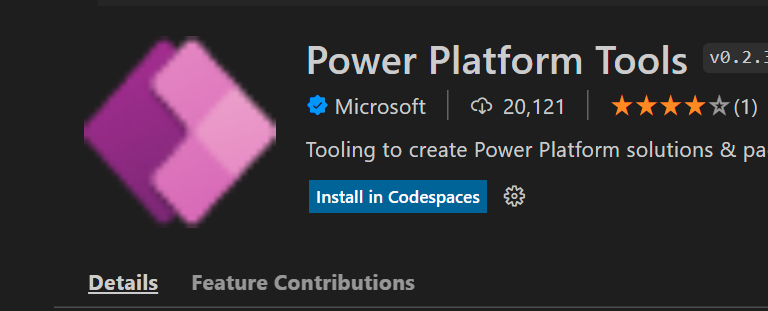 Power Platform Tools v0.2.3
Microsoft 20,121 (1)
Tooling to create Power Platform solutions & pa
Install in Codespaces
Details Feature Contributions